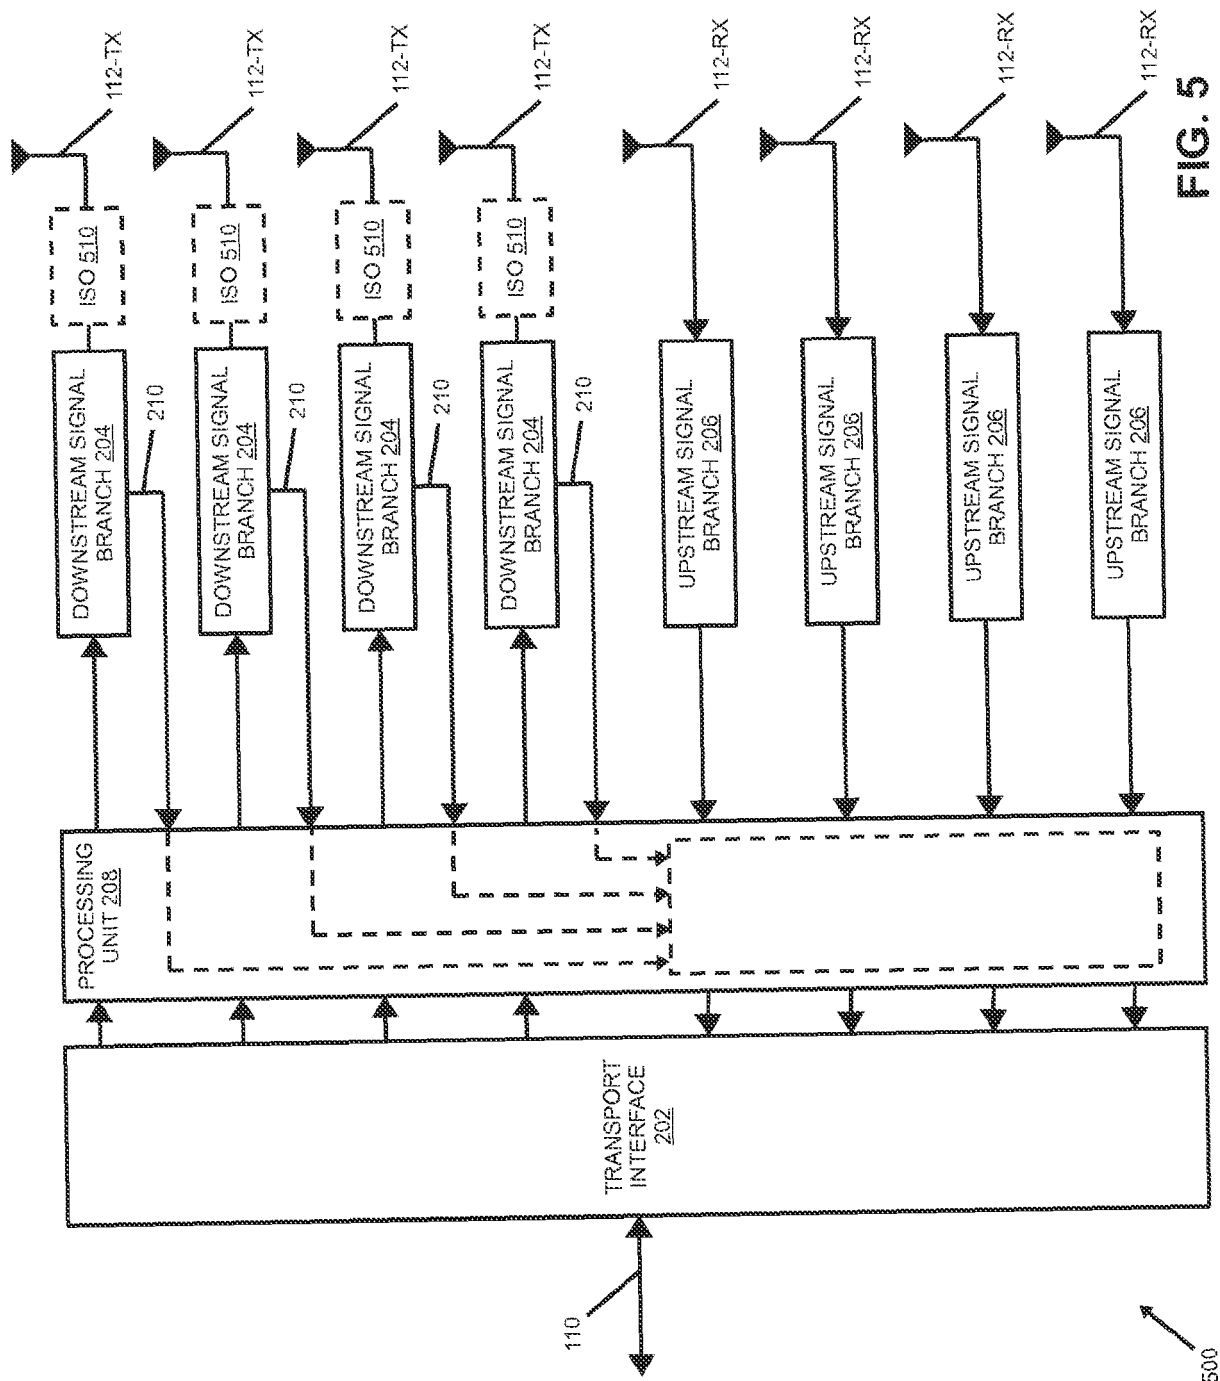 PROCESSING
UNIT 208
DOWNSTREAM SIGNAL
BRANCH 204
ISO 510
112-TX
210
DOWNSTREAM SIGNAL
BRANCH 204
ISO 510
112-TX
210
DOWNSTREAM SIGNAL
BRANCH 204
ISO 510
112-TX
210
DOWNSTREAM SIGNAL
BRANCH 204
ISO 510
112-TX
210
110
TRANSPORT
INTERFACE
202
UPSTREAM SIGNAL
BRANCH 206
112-RX
UPSTREAM SIGNAL
BRANCH 206
112-RX
UPSTREAM SIGNAL
BRANCH 206
112-RX
UPSTREAM SIGNAL
BRANCH 206
112-RX
500
FIG. 5